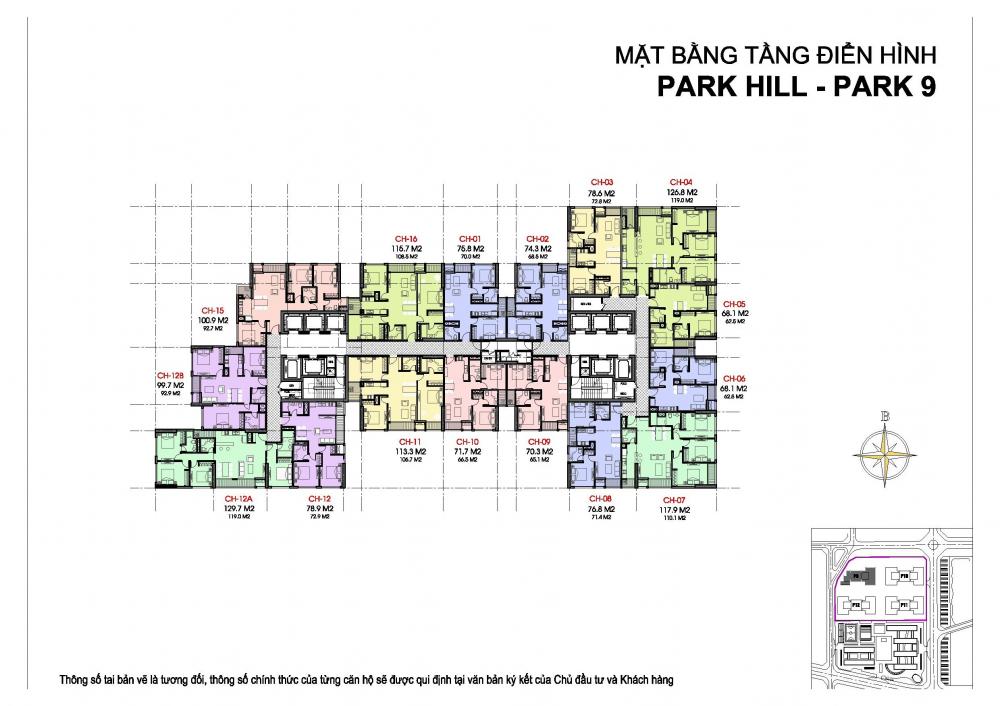 MẶT BẰNG TẦNG ĐIỂN HÌNH
PARK HILL - PARK 9
CH-03
78.6 M2
72.8 M2
CH-04
126.8 M2
119.0 M2
CH-16
115.7 M2
108.5 M2
CH-01
75.8 M2
70.0 M2
CH-02
74.3 M2
68.5 M2
CH-15
100.9 M2
92.7 M2
CH-05
68.1 M2
62.5 M2
CH-12B
99.7 M2
92.9 M2
CH-06
68.1 M2
62.8 M2
CH-11
113.3 M2
106.7 M2
CH-10
71.7 M2
66.5 M2
CH-09
70.3 M2
65.1 M2
B
CH-12A
129.7 M2
119.0 M2
CH-12
78.9 M2
72.9 M2
CH-08
76.8 M2
71.4 M2
CH-07
117.9 M2
110.1 M2
P9
P10
P12
P11
Thông số tai bản vẽ là tương đối, thông số chính thức của từng căn hộ sẽ được qui định tại văn bản ký kết của Chủ đầu tư và Khách hàng